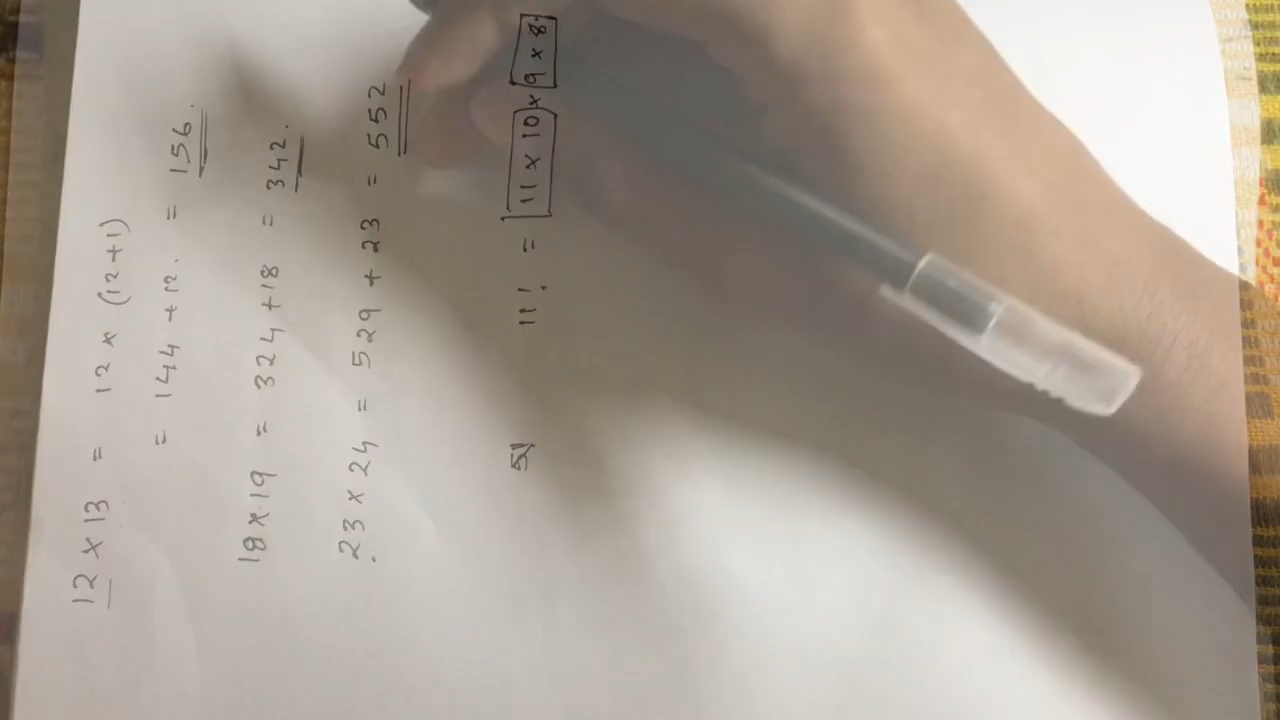 12 × 13 = 12 × (12+1)
= 144 + 12. = 156.
18 × 19 = 324 + 18 = 342.
23 × 24 = 529 + 23 = 552
11! = 11 × 10 × 9 × 8